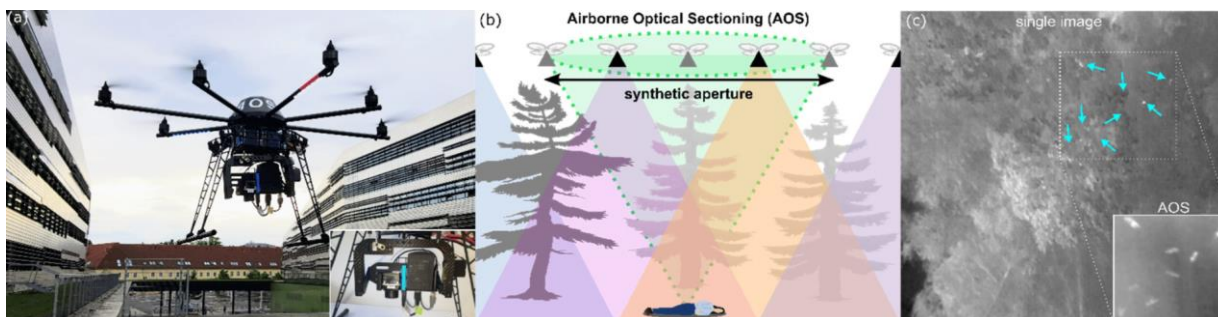 (a)
(b)
Airborne Optical Sectioning (AOS)
synthetic aperture
(c)
single image
AOS